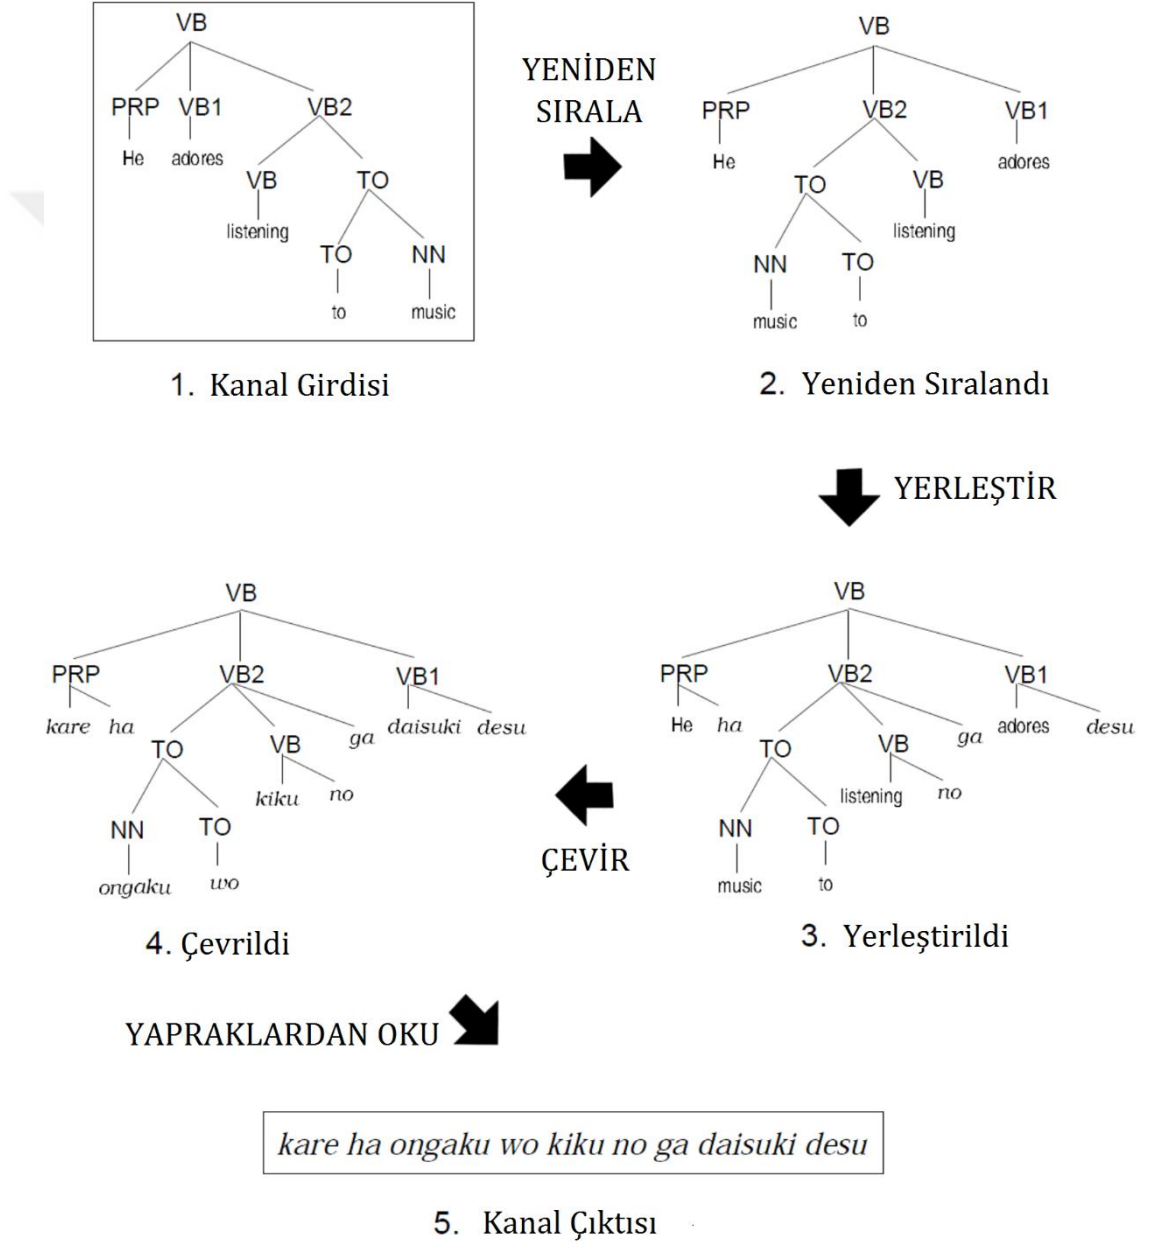 VB
PRP VB1 VB2
He adores
VB TO
listening
TO NN
to music
1. Kanal Girdisi
YENİDEN
SIRALA
VB
PRP VB2 VB1
He adores
TO VB
listening
NN TO
music to
2. Yeniden Sıralandı
YERLEŞTİR
VB
PRP VB2 VB1
He ha ga adores desu
TO VB
listening no
NN TO
music to
3. Yerleştirildi
ÇEVİR
VB
PRP VB2 VB1
kare ha ga daisuki desu
TO VB
kiku no
NN TO
ongaku wo
4. Çevrildi
YAPRAKLARDAN OKU
kare ha ongaku wo kiku no ga daisuki desu
5. Kanal Çıktısı